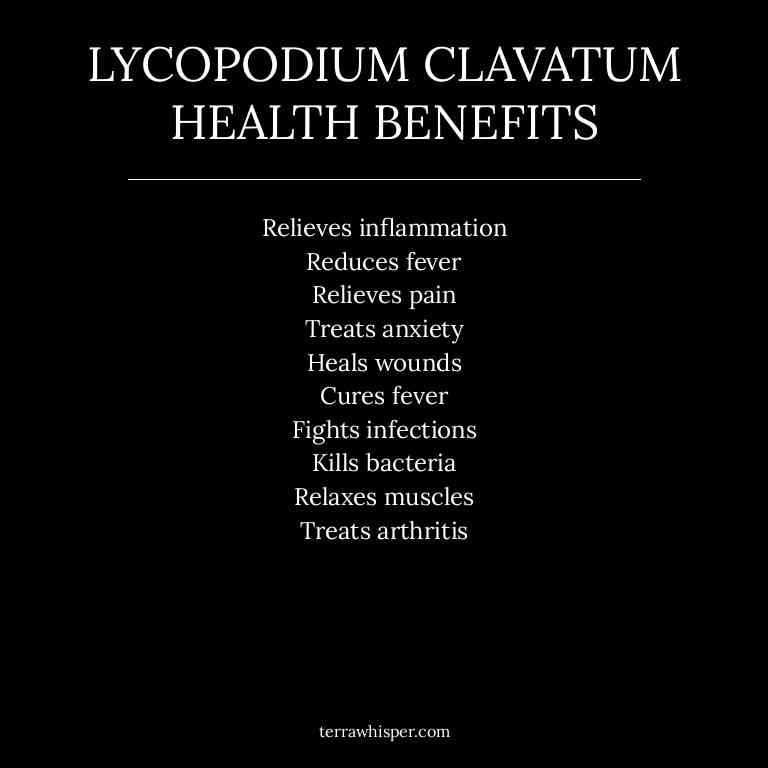 LYCOPODIUM CLAVATUM
HEALTH BENEFITS
Relieves inflammation
Reduces fever
Relieves pain
Treats anxiety
Heals wounds
Cures fever
Fights infections
Kills bacteria
Relaxes muscles
Treats arthritis
terrawhisper.com